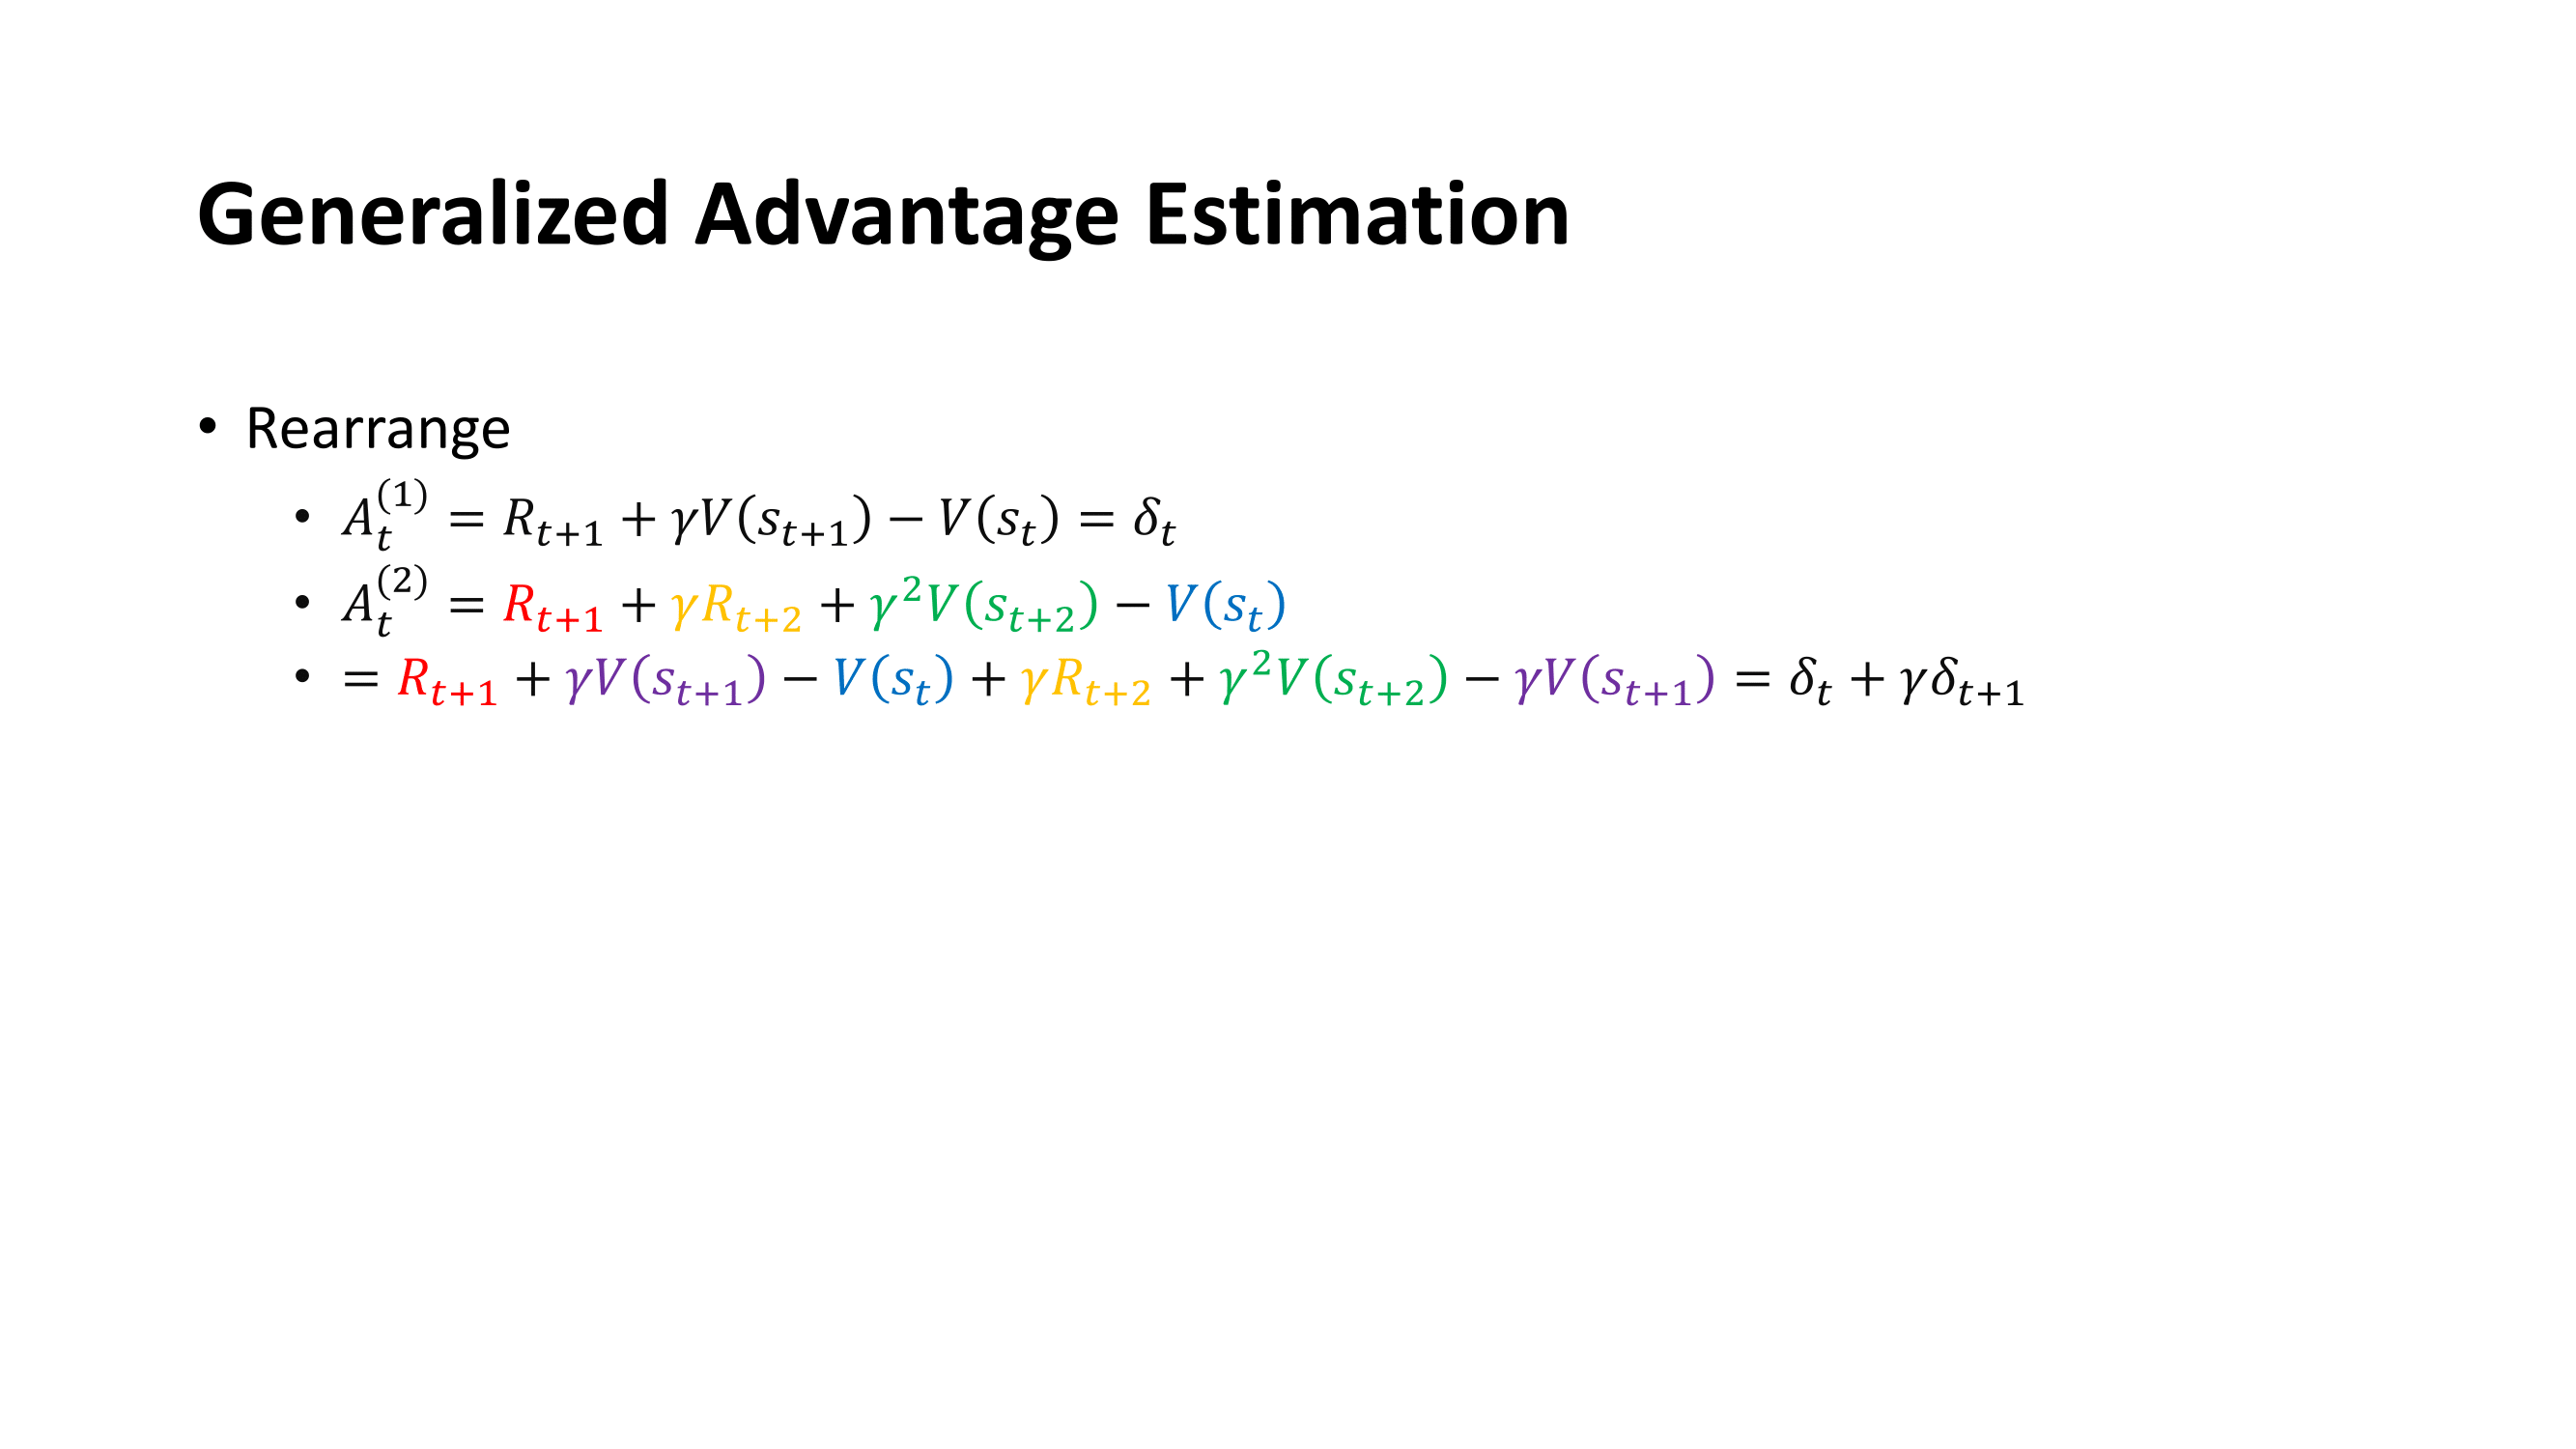 Generalized Advantage Estimation
• Rearrange
• $A_t^{(1)} = R_{t+1} + \gamma V(s_{t+1}) - V(s_t) = \delta_t$
• $A_t^{(2)} = R_{t+1} + \gamma R_{t+2} + \gamma^2 V(s_{t+2}) - V(s_t)$
• $= R_{t+1} + \gamma V(s_{t+1}) - V(s_t) + \gamma R_{t+2} + \gamma^2 V(s_{t+2}) - \gamma V(s_{t+1}) = \delta_t + \gamma \delta_{t+1}$